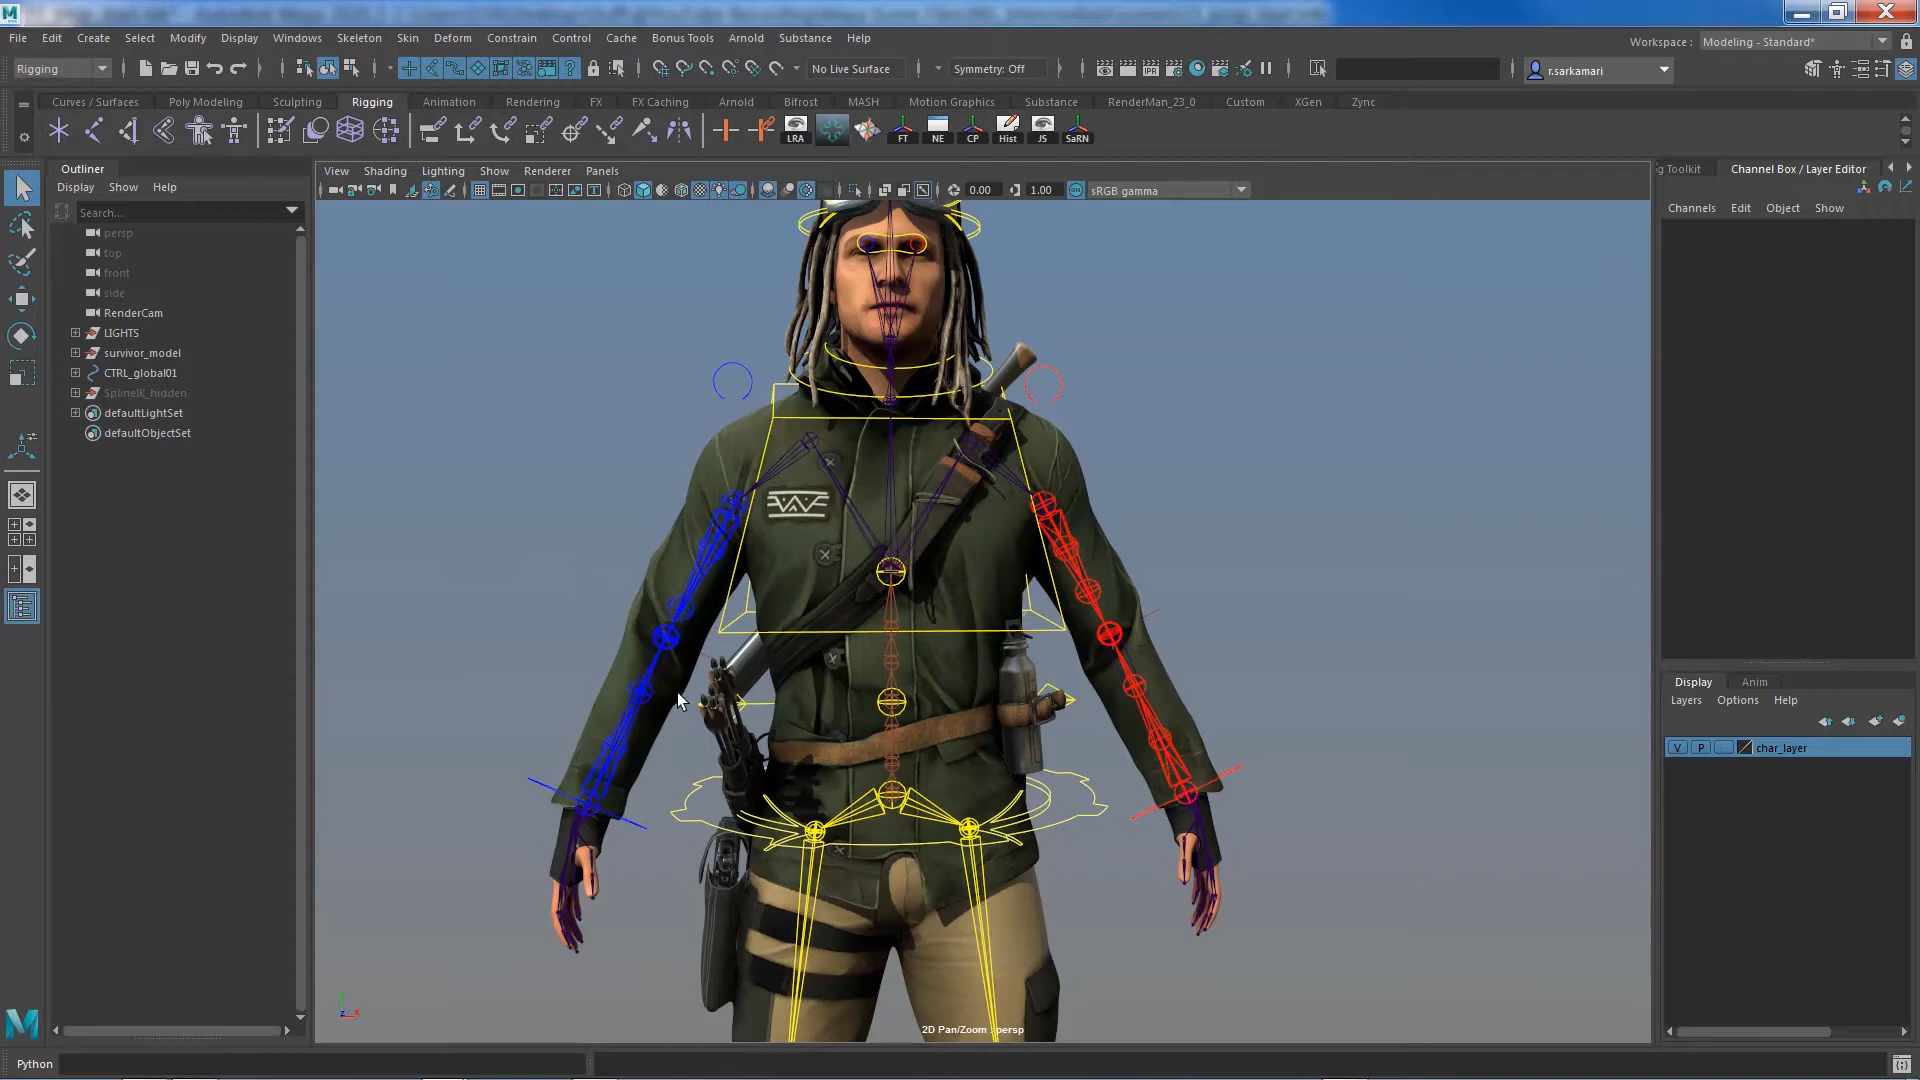 File Edit Create Select Modify Display Windows Skeleton Skin Deform Constrain Control Cache Bonus Tools Arnold Substance Help
Workspace : Modeling - Standard*
Rigging No Live Surface Symmetry: Off r.sarkamari
Curves / Surfaces Poly Modeling Sculpting Rigging Animation Rendering FX FX Caching Arnold Bifrost MASH Motion Graphics Substance RenderMan_23_0 Custom XGen Zync
LRA FT NE CP Hist JS SaRN
Outliner
Display Show Help
Search...
persp
top
front
side
RenderCam
LIGHTS
survivor_model
CTRL_global01
SplineIK_hidden
defaultLightSet
defaultObjectSet
View Shading Lighting Show Renderer Panels
0.00 1.00 sRGB gamma
2D Pan/Zoom : persp
g Toolkit Channel Box / Layer Editor
Channels Edit Object Show
Display Anim
Layers Options Help
V P char_layer
Python